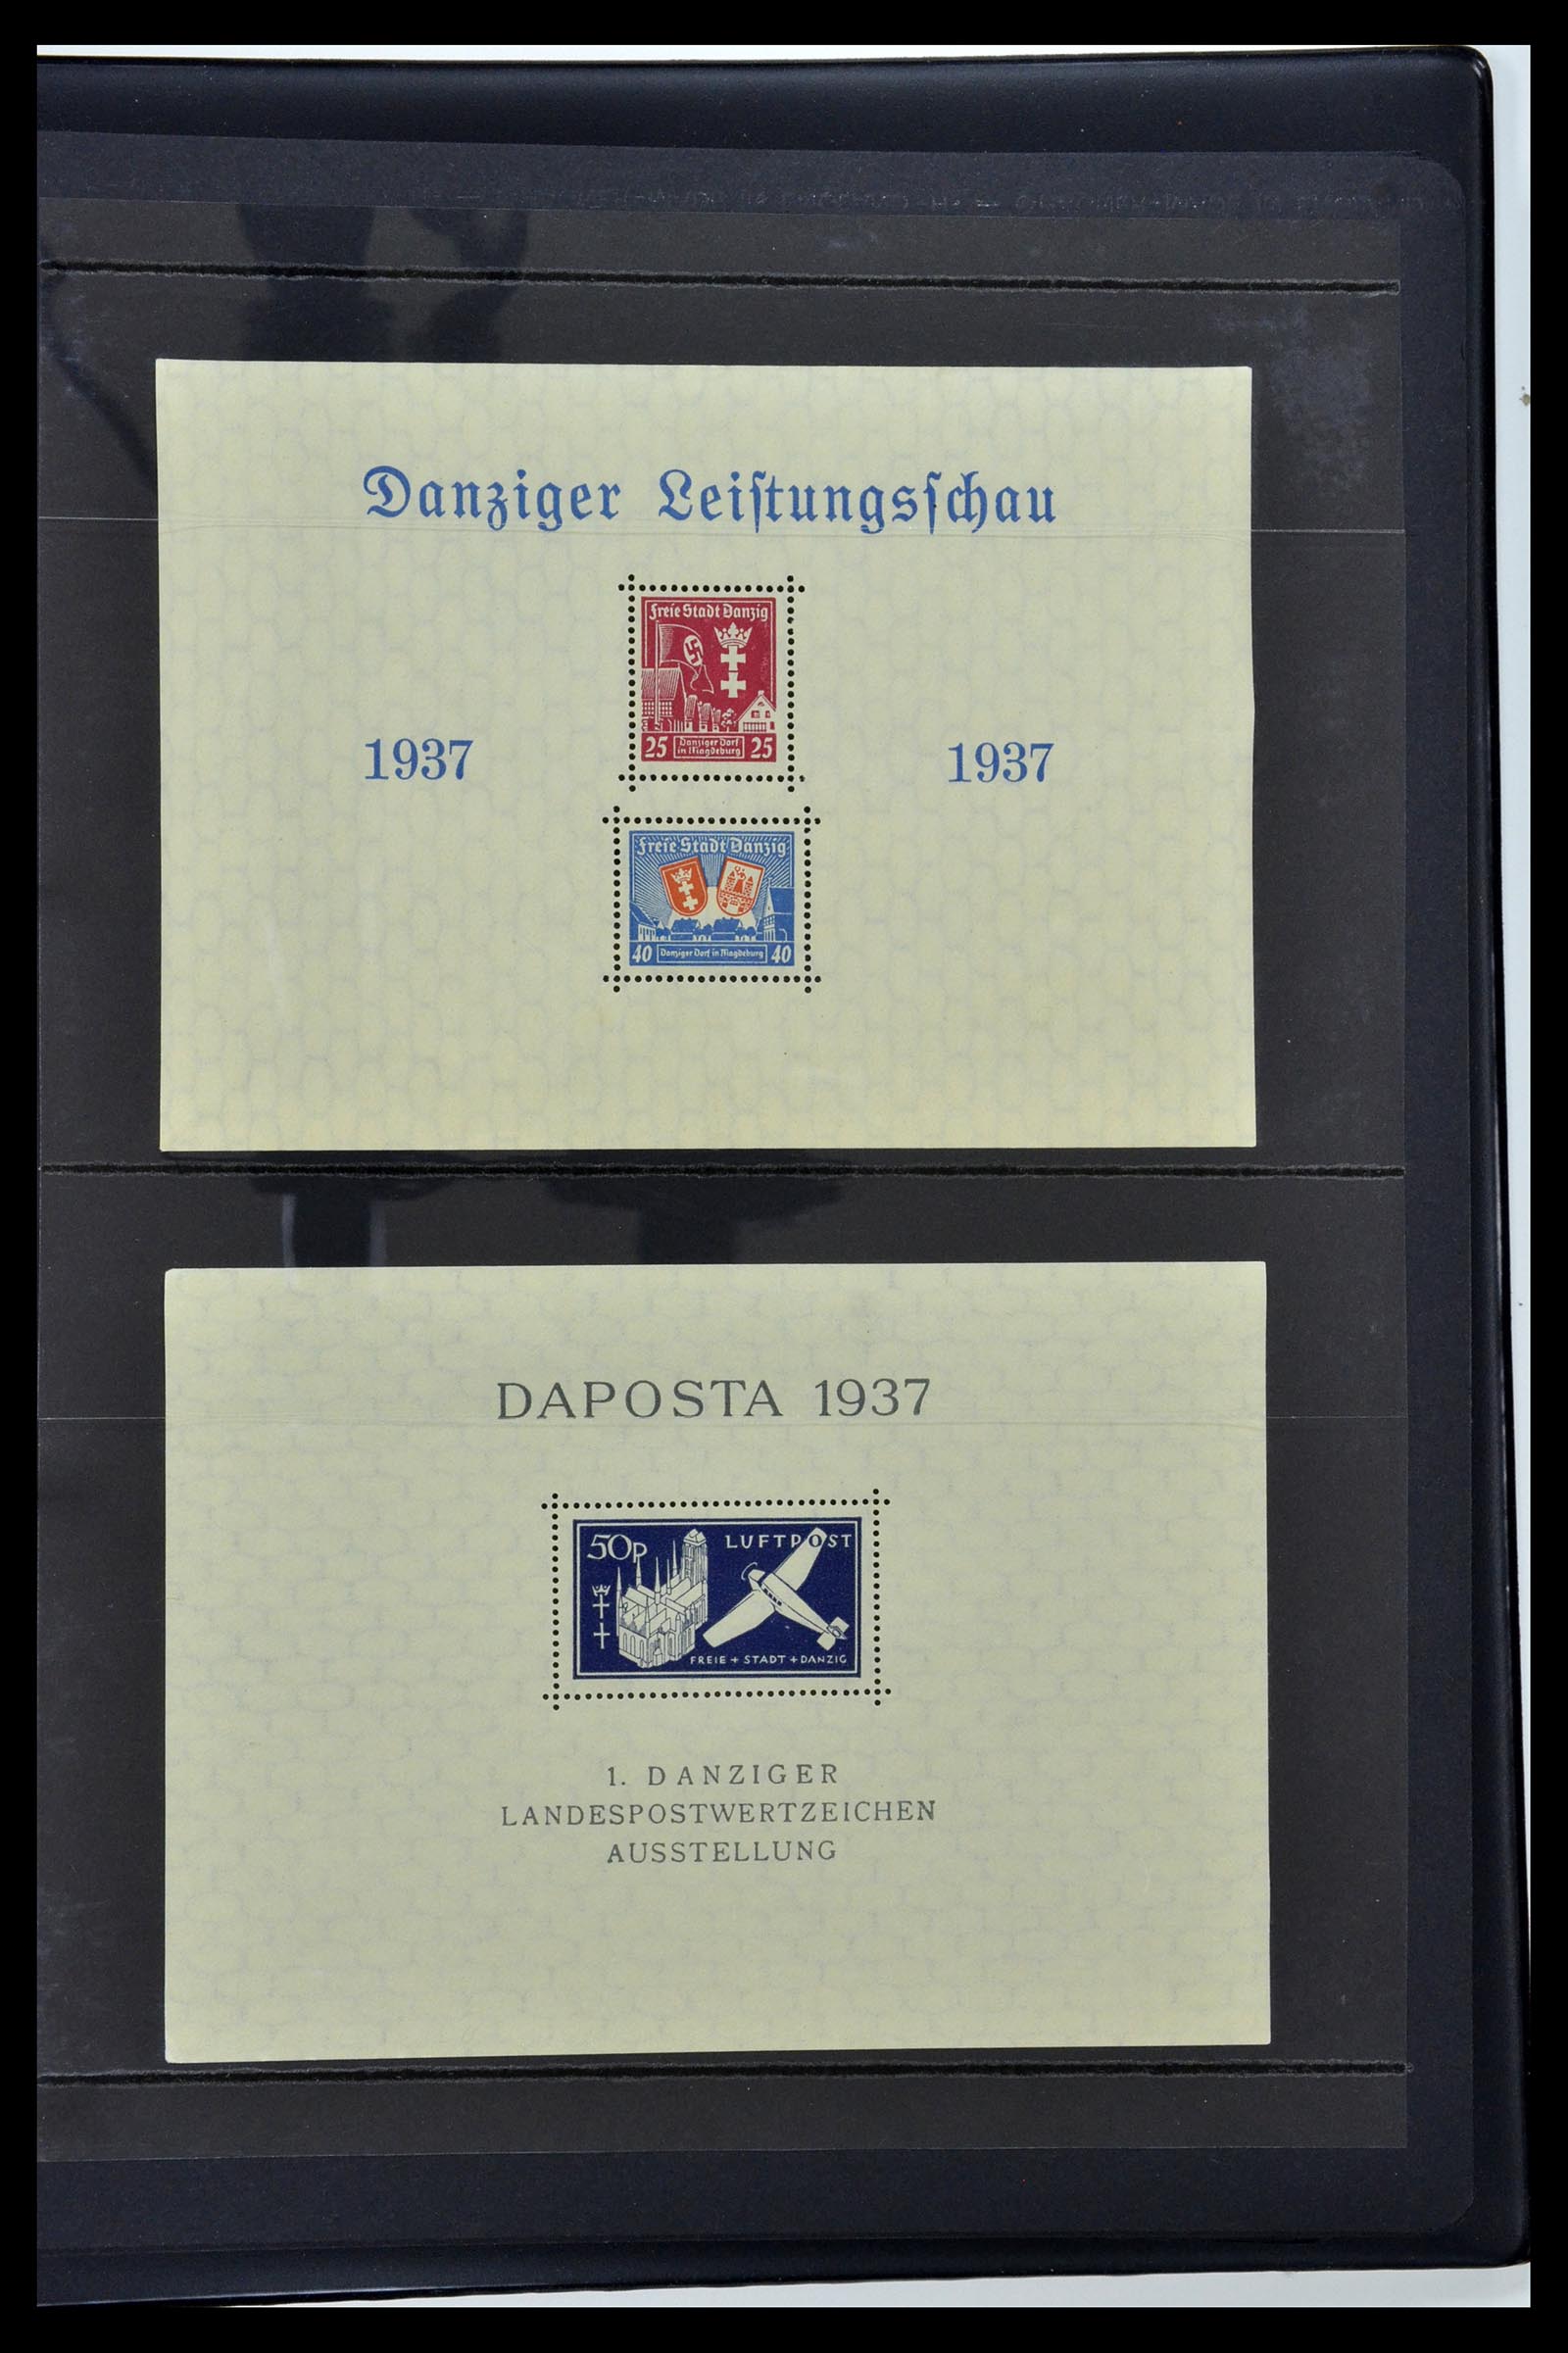 Danziger Leiſtungsſchau
Freie Stadt Danzig
25 Danziger Dorf in Magdeburg 25
1937 1937
Freie Stadt Danzig
40 Danziger Dorf in Magdeburg 40
DAPOSTA 1937
50P LUFTPOST
FREIE + STADT + DANZIG
1. DANZIGER
LANDESPOSTWERTZEICHEN
AUSSTELLUNG